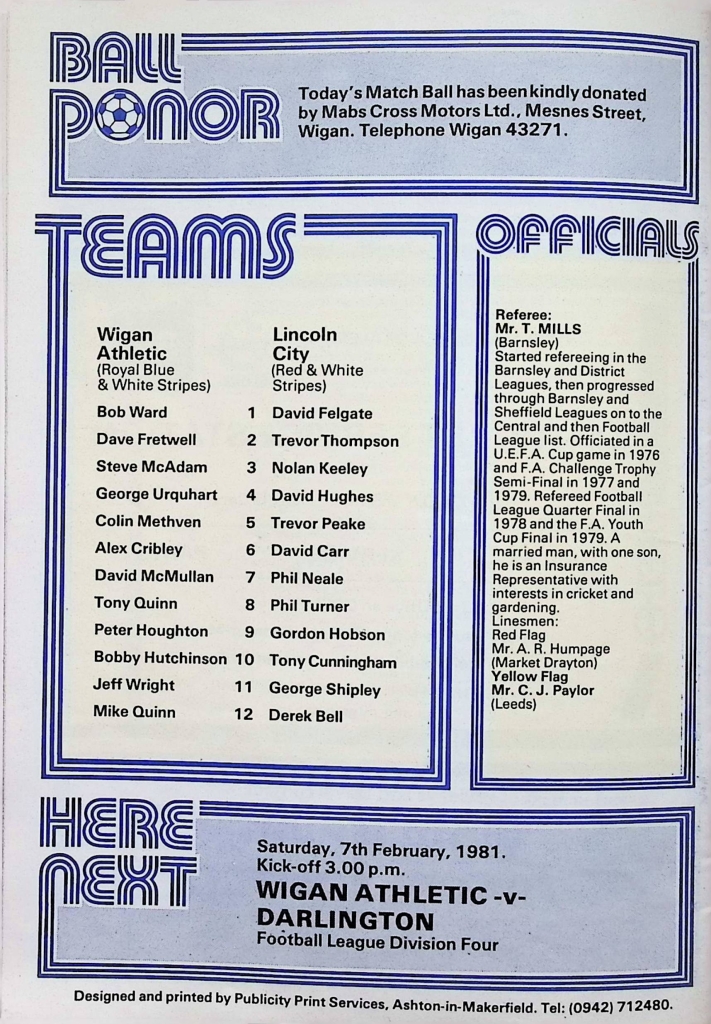 BALL
DONOR
Today's Match Ball has been kindly donated
by Mabs Cross Motors Ltd., Mesnes Street,
Wigan. Telephone Wigan 43271.
TEAMS
Wigan
Athletic
(Royal Blue
& White Stripes)
Lincoln
City
(Red & White
Stripes)
Bob Ward 1 David Felgate
Dave Fretwell 2 Trevor Thompson
Steve McAdam 3 Nolan Keeley
George Urquhart 4 David Hughes
Colin Methven 5 Trevor Peake
Alex Cribley 6 David Carr
David McMullan 7 Phil Neale
Tony Quinn 8 Phil Turner
Peter Houghton 9 Gordon Hobson
Bobby Hutchinson 10 Tony Cunningham
Jeff Wright 11 George Shipley
Mike Quinn 12 Derek Bell
OFFICIALS
Referee:
Mr. T. MILLS
(Barnsley)
Started refereeing in the
Barnsley and District
Leagues, then progressed
through Barnsley and
Sheffield Leagues on to the
Central and then Football
League list. Officiated in a
U.E.F.A. Cup game in 1976
and F.A. Challenge Trophy
Semi-Final in 1977 and
1979. Refereed Football
League Quarter Final in
1978 and the F.A. Youth
Cup Final in 1979. A
married man, with one son,
he is an Insurance
Representative with
interests in cricket and
gardening.
Linesmen:
Red Flag
Mr. A. R. Humpage
(Market Drayton)
Yellow Flag
Mr. C. J. Paylor
(Leeds)
HERE
NEXT
Saturday, 7th February, 1981.
Kick-off 3.00 p.m.
WIGAN ATHLETIC -v-
DARLINGTON
Football League Division Four
Designed and printed by Publicity Print Services, Ashton-in-Makerfield. Tel: (0942) 712480.